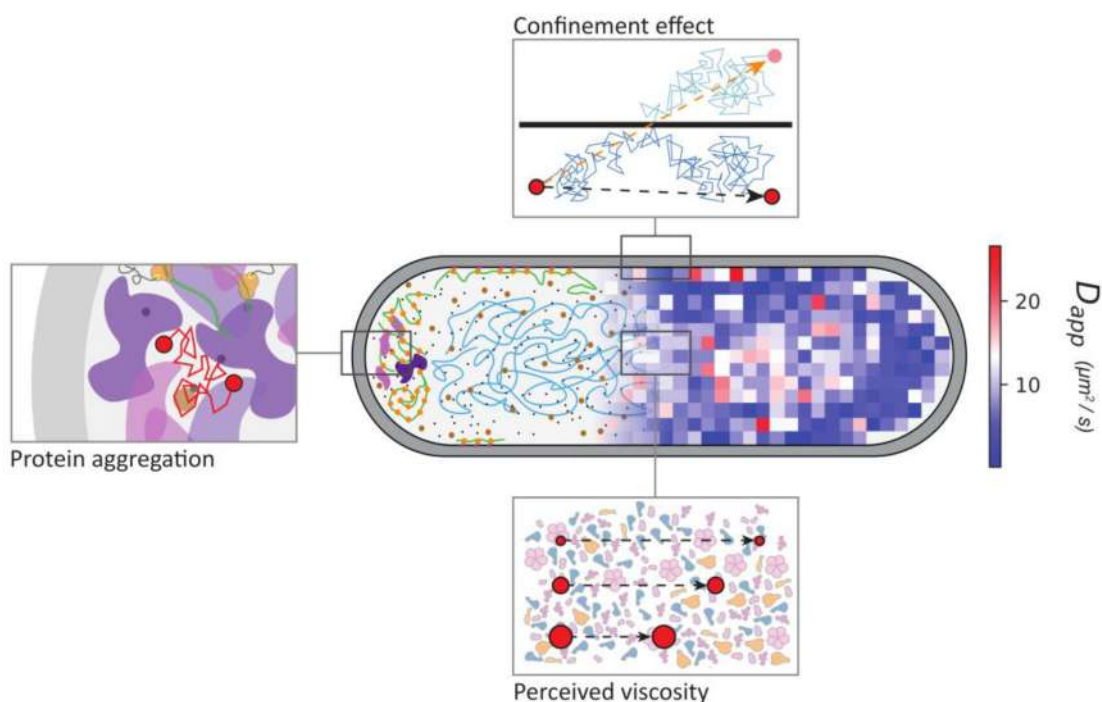 Confinement effect
Protein aggregation
20
10
Dapp (μm² / s)
Perceived viscosity